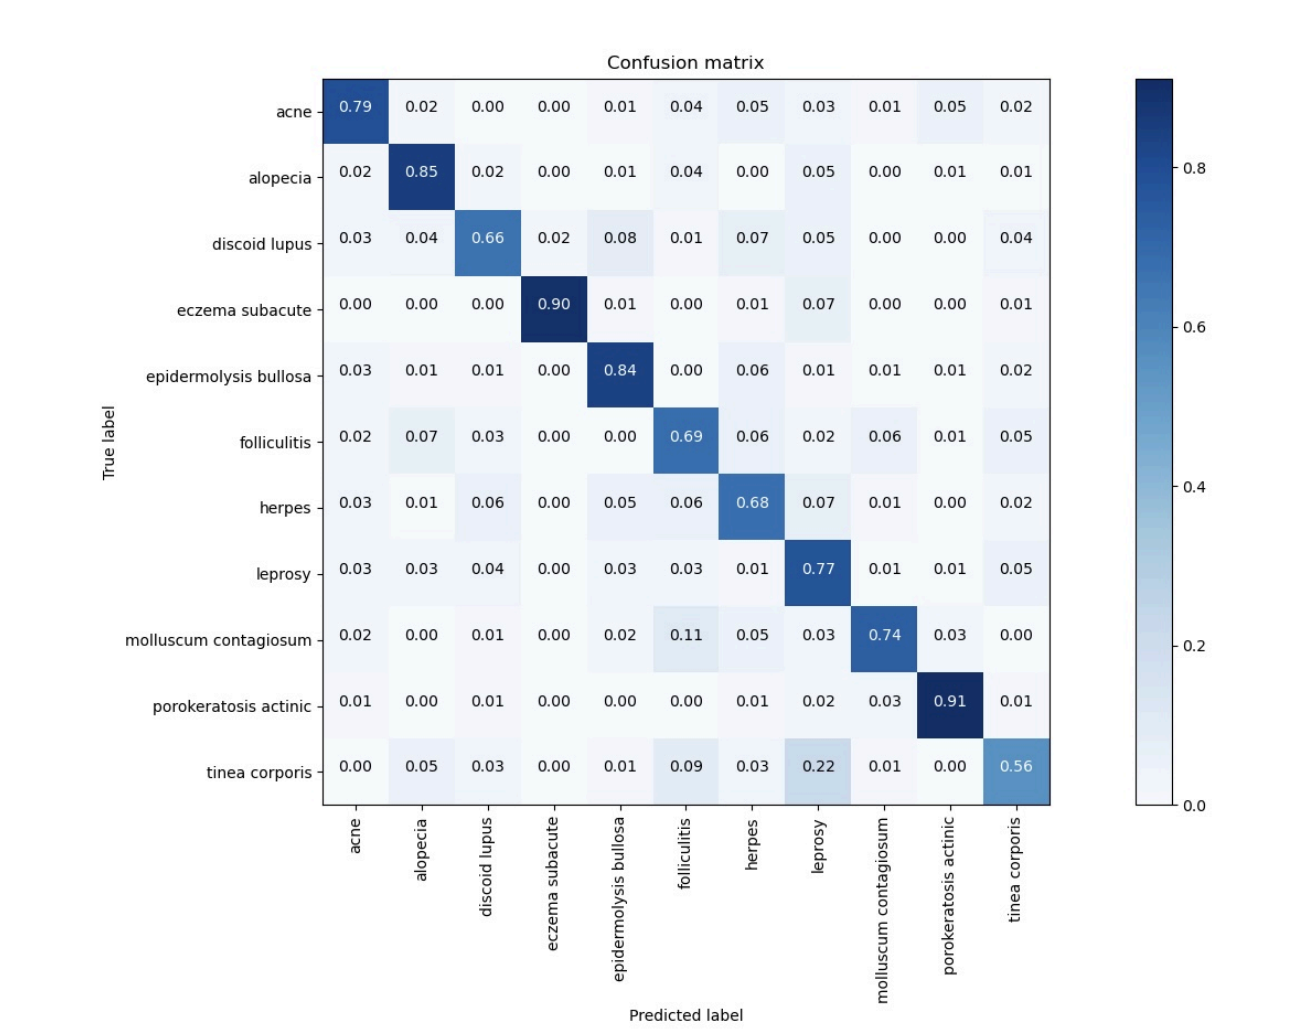 Confusion matrix
acne 0.79 0.02 0.00 0.00 0.01 0.04 0.05 0.03 0.01 0.05 0.02
alopecia 0.02 0.85 0.02 0.00 0.01 0.04 0.00 0.05 0.00 0.01 0.01
0.8
discoid lupus 0.03 0.04 0.66 0.02 0.08 0.01 0.07 0.05 0.00 0.00 0.04
eczema subacute 0.00 0.00 0.00 0.90 0.01 0.00 0.01 0.07 0.00 0.00 0.01
0.6
epidermolysis bullosa 0.03 0.01 0.01 0.00 0.84 0.00 0.06 0.01 0.01 0.01 0.02
True label
folliculitis 0.02 0.07 0.03 0.00 0.00 0.69 0.06 0.02 0.06 0.01 0.05
0.4
herpes 0.03 0.01 0.06 0.00 0.05 0.06 0.68 0.07 0.01 0.00 0.02
leprosy 0.03 0.03 0.04 0.00 0.03 0.03 0.01 0.77 0.01 0.01 0.05
molluscum contagiosum 0.02 0.00 0.01 0.00 0.02 0.11 0.05 0.03 0.74 0.03 0.00
0.2
porokeratosis actinic 0.01 0.00 0.01 0.00 0.00 0.00 0.01 0.02 0.03 0.91 0.01
tinea corporis 0.00 0.05 0.03 0.00 0.01 0.09 0.03 0.22 0.01 0.00 0.56
0.0
acne
alopecia
discoid lupus
eczema subacute
epidermolysis bullosa
folliculitis
herpes
leprosy
molluscum contagiosum
porokeratosis actinic
tinea corporis
Predicted label